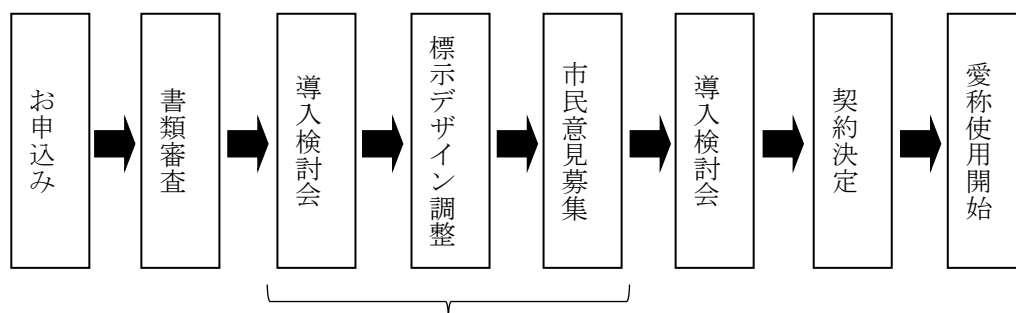 お申込み
書類審査
導入検討会
標示デザイン調整
市民意見募集
導入検討会
契約決定
愛称使用開始